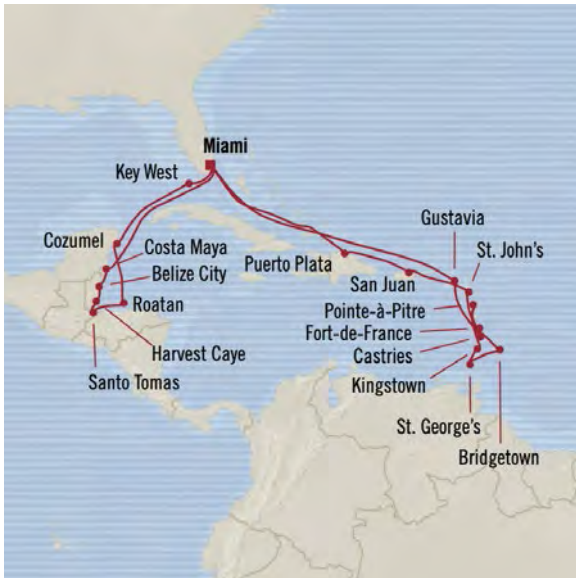 Miami
Key West
Gustavia
St. John's
Cozumel
Costa Maya
Puerto Plata
Belize City
San Juan
Roatan
Pointe-à-Pitre
Fort-de-France
Harvest Caye
Castries
Santo Tomas
Kingstown
St. George's
Bridgetown